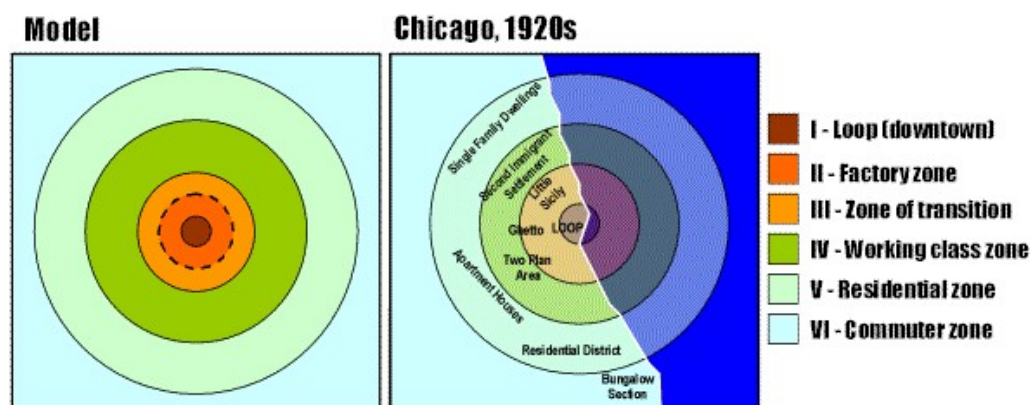 Model
Chicago, 1920s
Single Family Dwellings
Second Immigrant
Settlement
Little
Sicily
Ghetto
LOOP
Two Plan
Area
Apartment Houses
Residential District
Bungalow
Section
I - Loop (downtown)
II - Factory zone
III - Zone of transition
IV - Working class zone
V - Residential zone
VI - Commuter zone